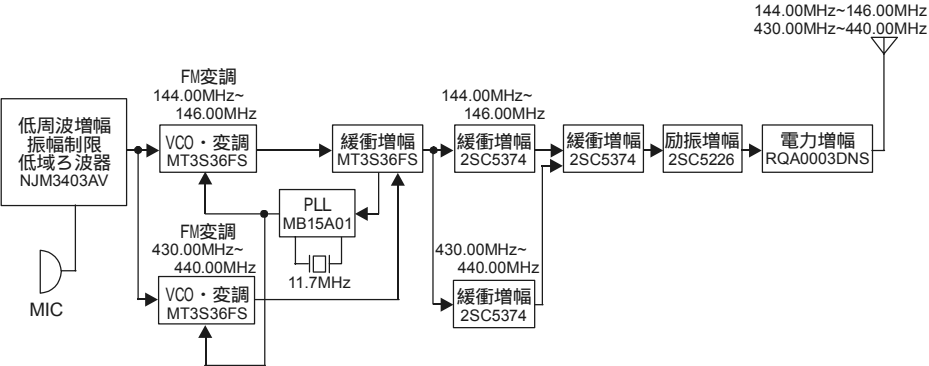 144.00MHz~146.00MHz
430.00MHz~440.00MHz
FM変調
144.00MHz~
146.00MHz
144.00MHz~
146.00MHz
低周波増幅
振幅制限
低域ろ波器
NJM3403AV
VCO・変調
MT3S36FS
緩衝増幅
MT3S36FS
緩衝増幅
2SC5374
緩衝増幅
2SC5374
励振増幅
2SC5226
電力増幅
RQA0003DNS
PLL
MB15A01
11.7MHz
FM変調
430.00MHz~
440.00MHz
VCO・変調
MT3S36FS
430.00MHz~
440.00MHz
緩衝増幅
2SC5374
MIC